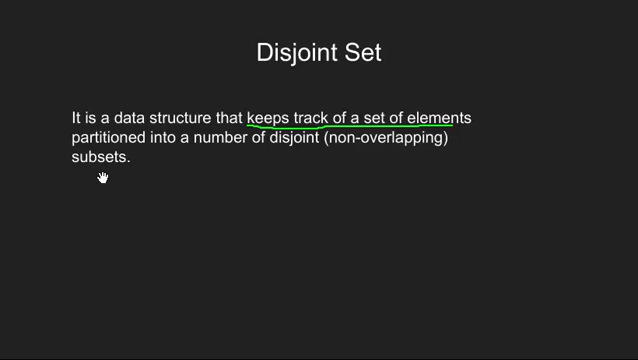 Disjoint Set
It is a data structure that keeps track of a set of elements
partitioned into a number of disjoint (non-overlapping)
subsets.